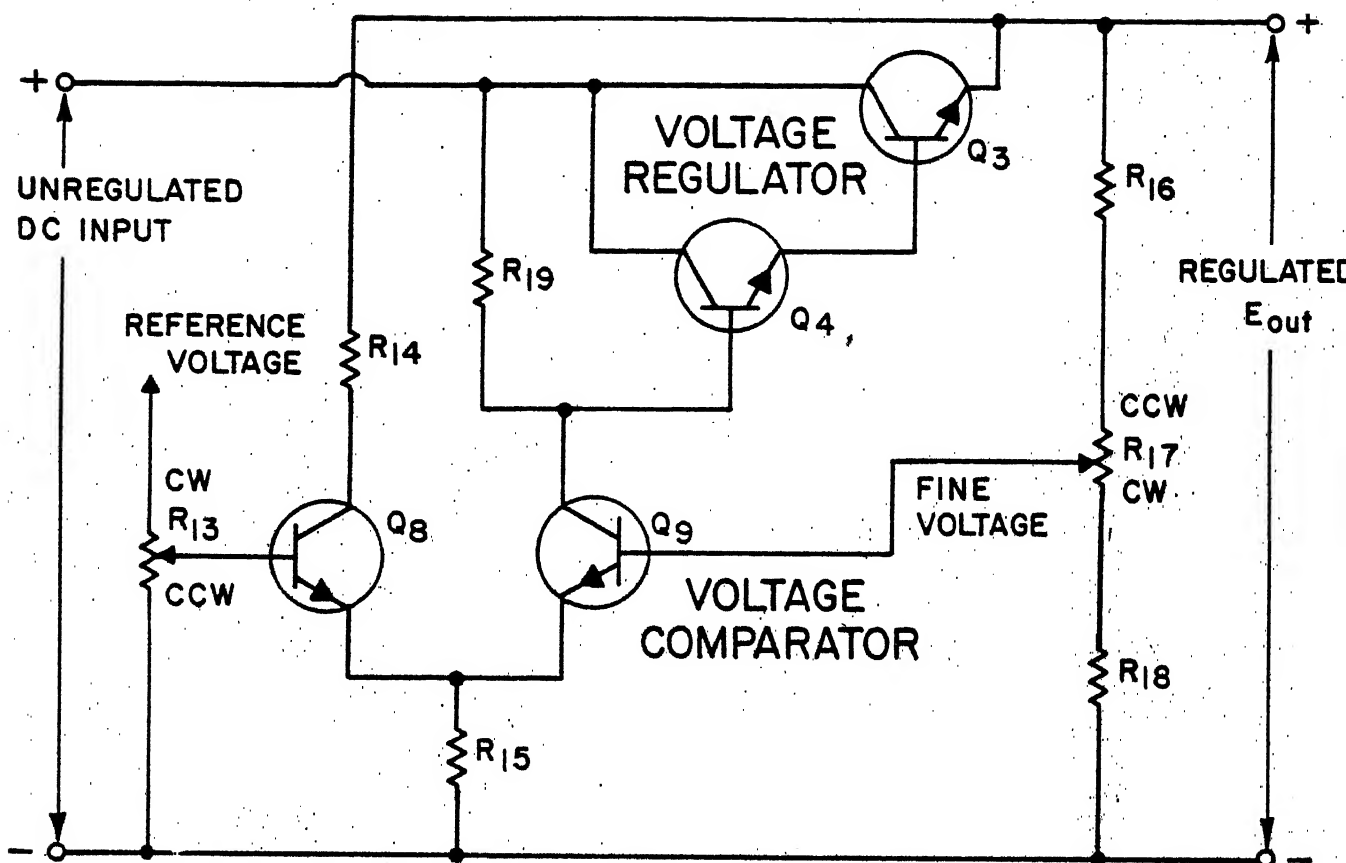 +
+
VOLTAGE
REGULATOR
Q3
UNREGULATED
DC INPUT
R16
R19
REGULATED
Eout
Q4
REFERENCE
VOLTAGE
R14
CCW
R17
CW
CW
R13
CCW
Q8
Q9
FINE
VOLTAGE
VOLTAGE
COMPARATOR
R18
R15
-
-